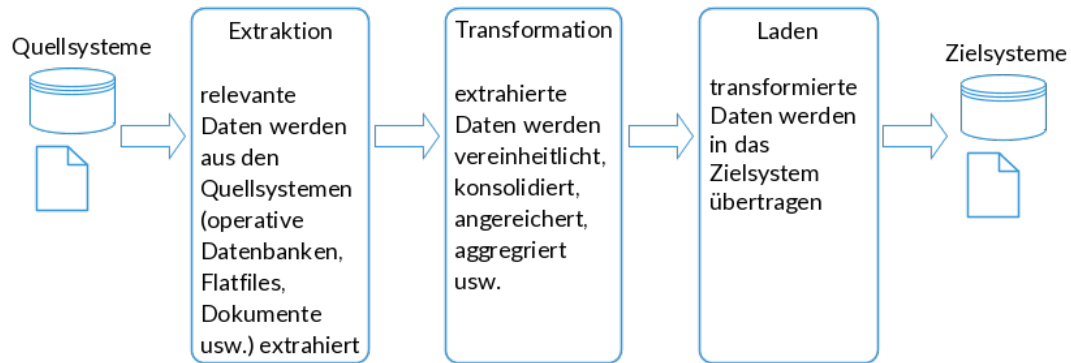 Quellsysteme
Extraktion
relevante
Daten werden
aus den
Quellsystemen
(operative
Datenbanken,
Flatfiles,
Dokumente
usw.) extrahiert
Transformation
extrahierte
Daten werden
vereinheitlicht,
konsolidiert,
angereichert,
aggregriert
usw.
Laden
transformierte
Daten werden
in das
Zielsystem
übertragen
Zielsysteme